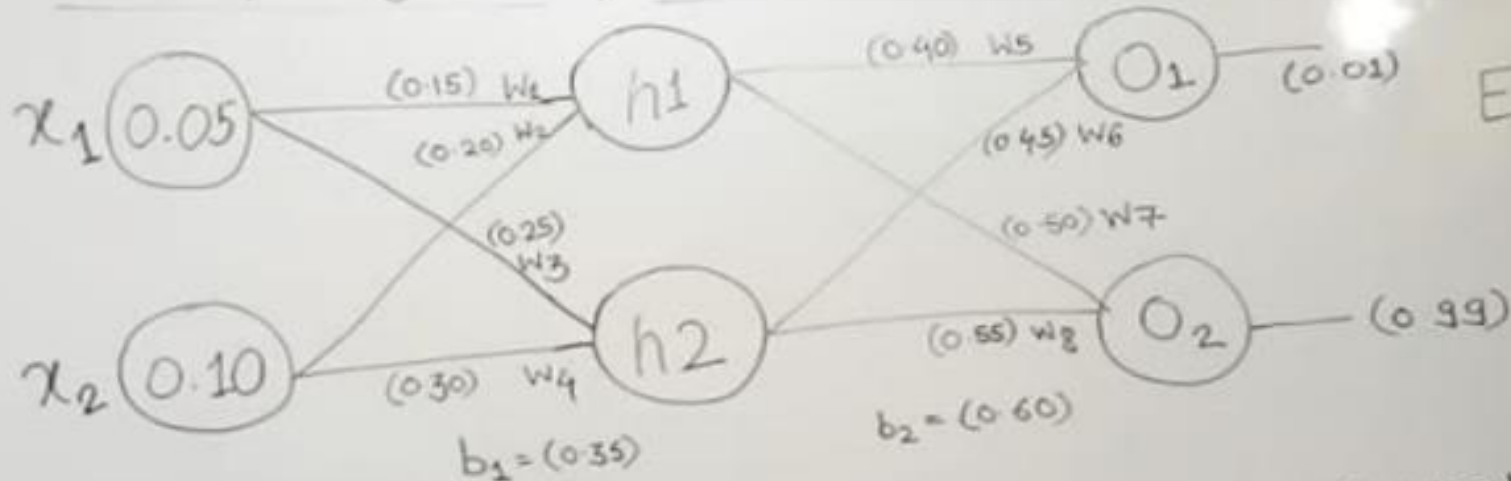 x1 0.05 (0.15) W1 h1 (0.40) W5 O1 (0.01) E
(0.20) W2 (0.45) W6
(0.25) W3 (0.50) W7
x2 0.10 (0.30) W4 h2 (0.55) W8 O2 (0.99)
b1 = (0.35) b2 = (0.60)